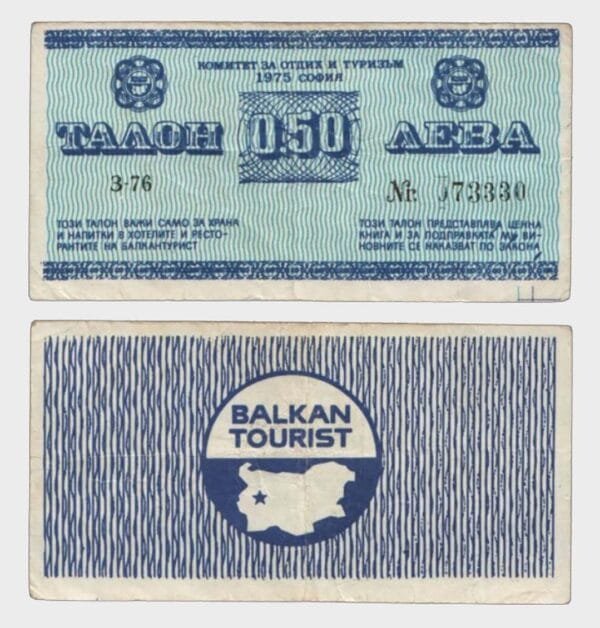 КОМИТЕТ ЗА ОТДИХ И ТУРИЗЪМ
1975 СОФИЯ
ТАЛОН 0.50 ЛЕВА
З-76
Nr. 073330
ТОЗИ ТАЛОН ВАЖИ САМО ЗА ХРАНА
И НАПИТКИ В ХОТЕЛИТЕ И РЕСТО-
РАНТИТЕ НА БАЛКАНТУРИСТ
ТОЗИ ТАЛОН ПРЕДСТАВЛЯВА ЦЕННА
КНИГА И ЗА ПОДПРАВКАТА МУ ВИ-
НОВНИТЕ СЕ НАКАЗВАТ ПО ЗАКОНА
BALKAN
TOURIST